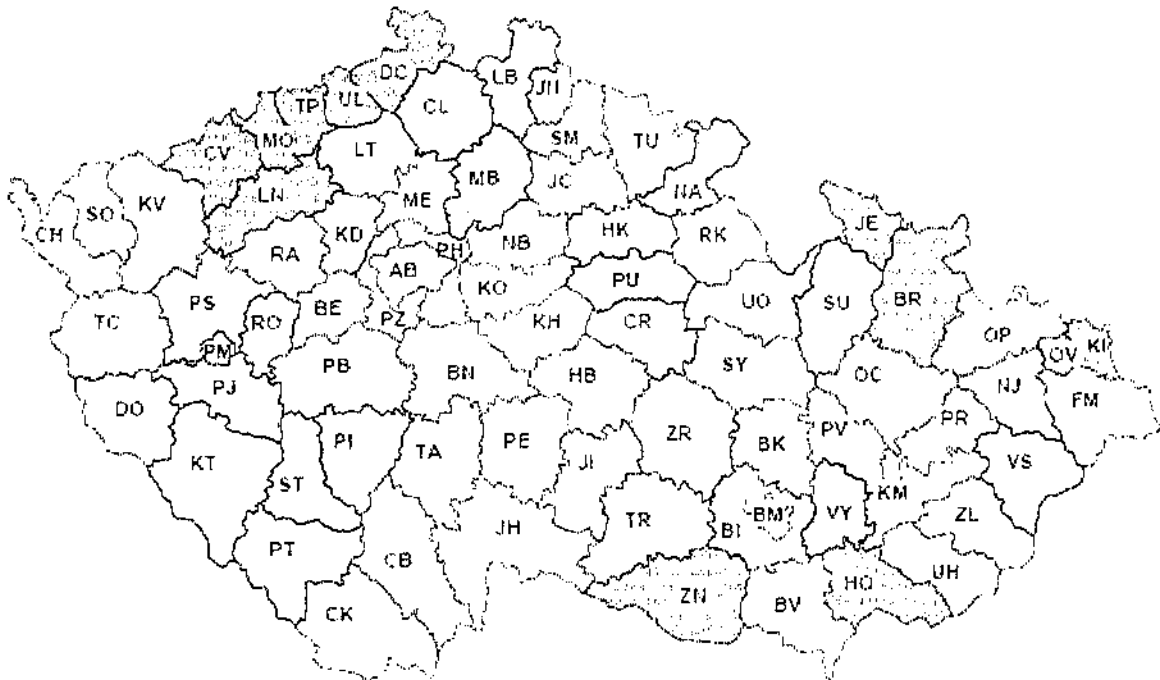 DC
LB
JN
TP
UL
CL
MO
SM
TU
CV
LT
MB
JC
LN
ME
NA
SO
KV
CH
KD
PH
NB
HK
RK
JE
RA
AB
PU
BR
PS
KO
UO
SU
TC
RO
BE
PZ
KH
CR
OP
PM
OV
KI
PB
BN
HB
SY
OC
PJ
NJ
DO
FM
PR
PI
TA
PE
ZR
BK
PV
KT
JI
VS
ST
KM
BM?
VY
ZL
TR
BI
JH
PT
CB
UH
HO
ZN
BV
CK